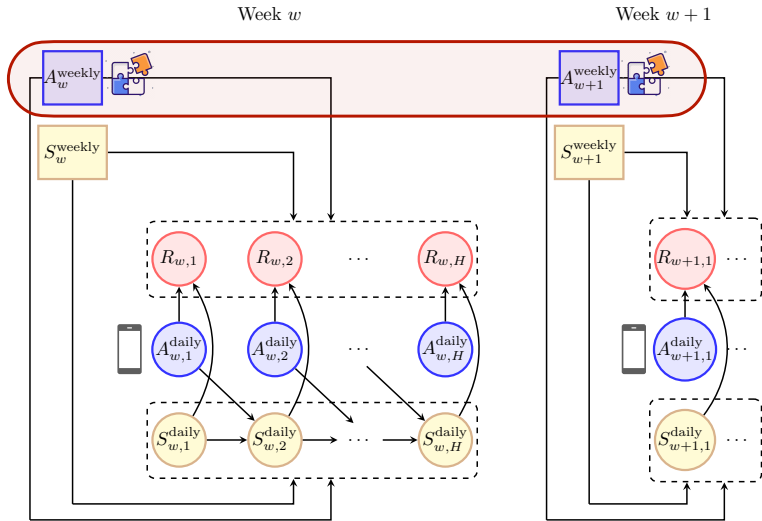 Week w Week w + 1
A_w^weekly A_{w+1}^weekly
S_w^weekly S_{w+1}^weekly
R_{w,1} R_{w,2} ⋯ R_{w,H} R_{w+1,1} ⋯
A_{w,1}^daily A_{w,2}^daily ⋯ A_{w,H}^daily A_{w+1,1}^daily ⋯
S_{w,1}^daily S_{w,2}^daily ⋯ S_{w,H}^daily S_{w+1,1}^daily ⋯